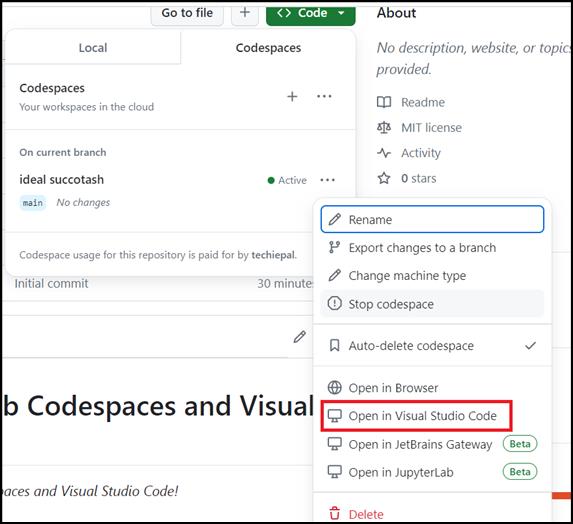 Go to file
+
<> Code
About
Local
Codespaces
No description, website, or topics
provided.
Codespaces
Your workspaces in the cloud
Readme
MIT license
Activity
0 stars
On current branch
ideal succotash
Active
main
No changes
Codespace usage for this repository is paid for by techiepal.
Initial commit
30 minutes
Rename
Export changes to a branch
Change machine type
Stop codespace
Auto-delete codespace
Open in Browser
Open in Visual Studio Code
Open in JetBrains Gateway Beta
Open in JupyterLab Beta
Delete
b Codespaces and Visual
paces and Visual Studio Code!